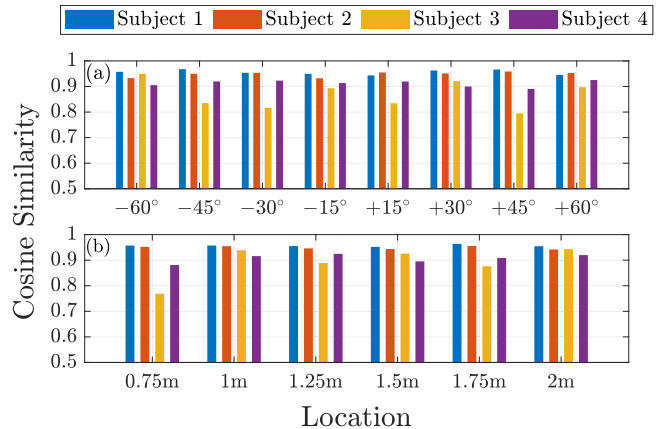 Subject 1 Subject 2 Subject 3 Subject 4
Cosine Similarity
(a)
1
0.9
0.8
0.7
0.6
0.5
−60° −45° −30° −15° +15° +30° +45° +60°
(b)
1
0.9
0.8
0.7
0.6
0.5
0.75m 1m 1.25m 1.5m 1.75m 2m
Location